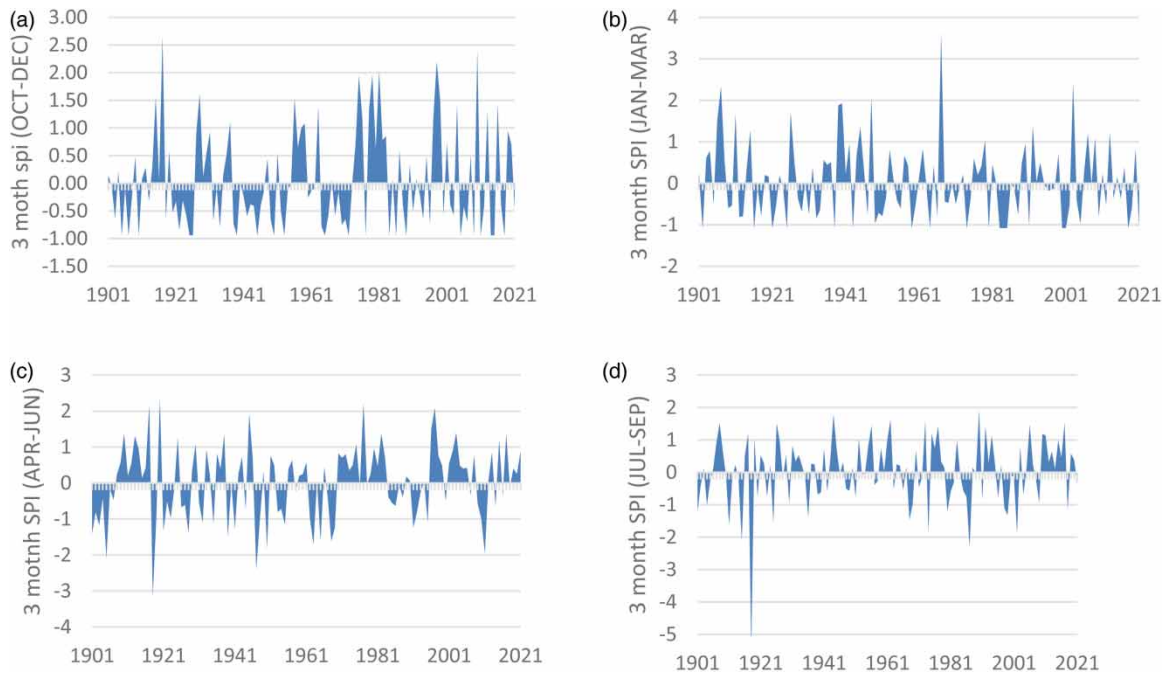 (a)
3 moth spi (OCT-DEC)
3.00
2.50
2.00
1.50
1.00
0.50
0.00
-0.50
-1.00
-1.50
1901 1921 1941 1961 1981 2001 2021
(b)
3 month SPI (JAN-MAR)
4
3
2
1
0
-1
-2
1901 1921 1941 1961 1981 2001 2021
(c)
3 motnh SPI (APR-JUN)
3
2
1
0
-1
-2
-3
-4
1901 1921 1941 1961 1981 2001 2021
(d)
3 month SPI (JUL-SEP)
3
2
1
0
-1
-2
-3
-4
-5
1901 1921 1941 1961 1981 2001 2021